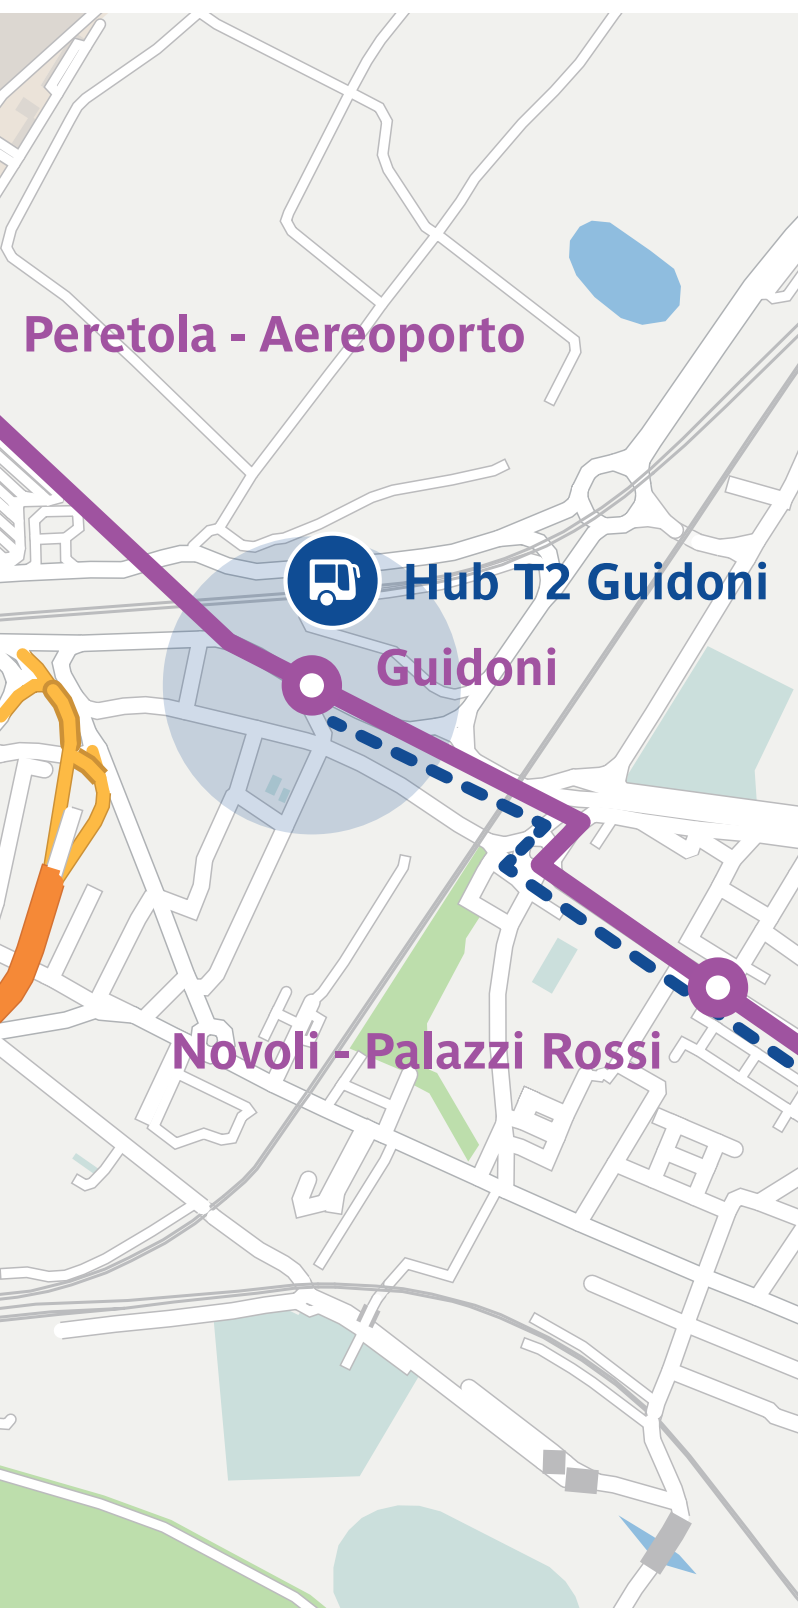 Peretola - Aereoporto
Hub T2 Guidoni
Guidoni
Novoli - Palazzi Rossi